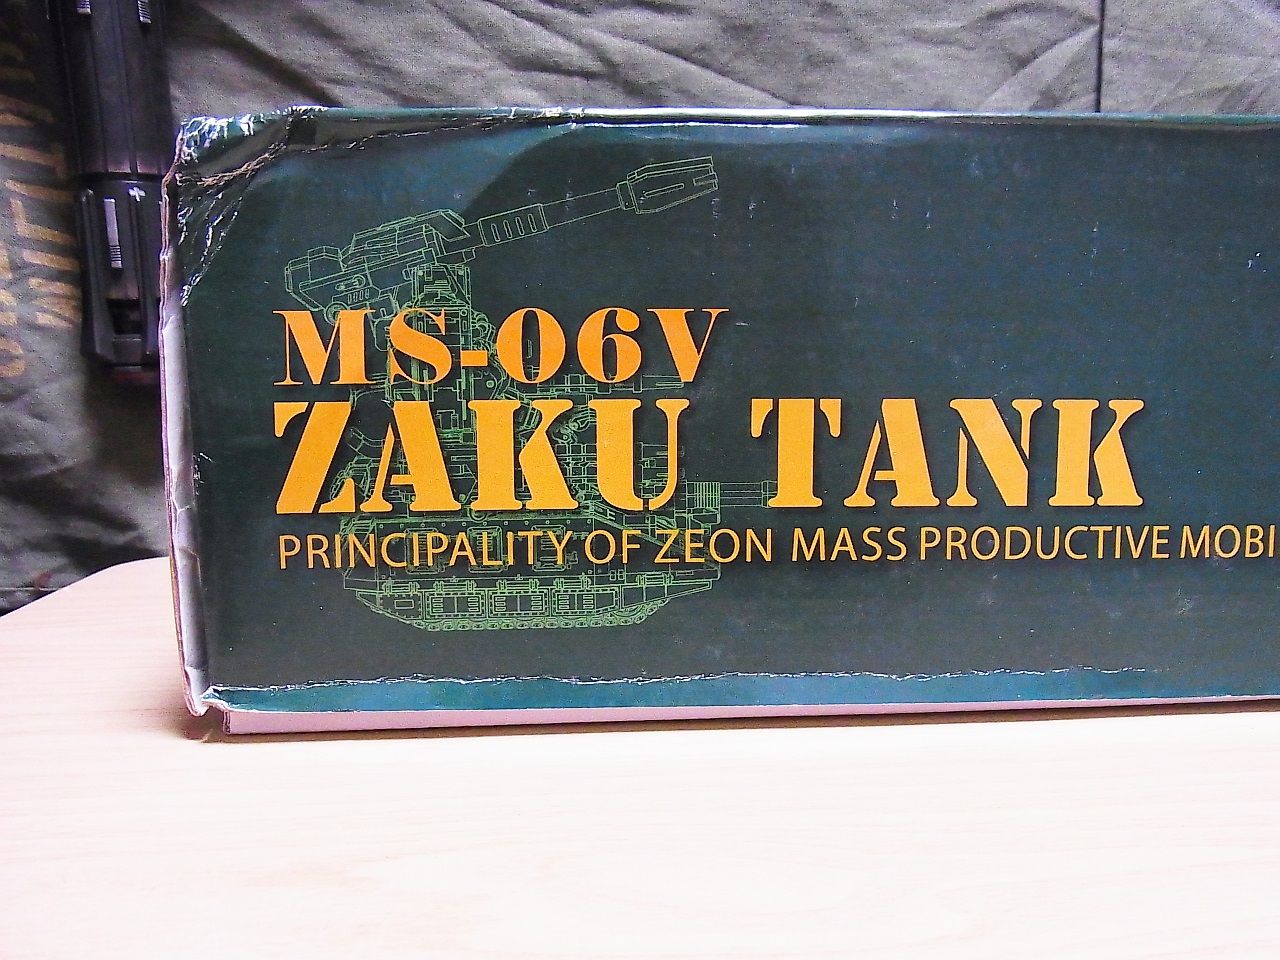 MS-06V
ZAKU TANK
PRINCIPALITY OF ZEON MASS PRODUCTIVE MOBI